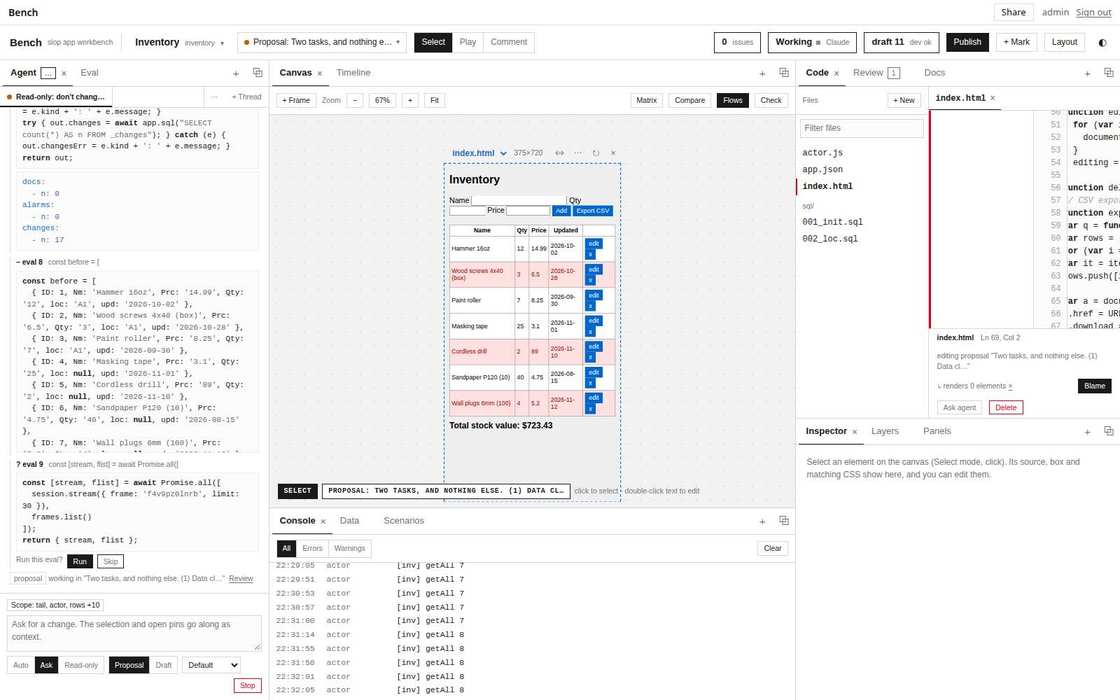 Bench
Share admin Sign out
Bench slop app workbench Inventory inventory ▾ Proposal: Two tasks, and nothing e… ▾ Select Play Comment 0 issues Working Claude draft 11 dev ok Publish + Mark Layout
Agent … × Eval +
Read-only: don't chang… … + Thread
= e.kind + ': ' + e.message; }
try { out.changes = await app.sql("SELECT
count(*) AS n FROM _changes"); } catch (e) {
out.changesErr = e.kind + ': ' + e.message; }
return out;
docs:
- n: 0
alarms:
- n: 0
changes:
- n: 17
– eval 8 const before = [
const before = [
{ ID: 1, Nm: 'Hammer 16oz', Prc: '14.99', Qty:
'12', loc: 'A1', upd: '2026-10-02' },
{ ID: 2, Nm: 'Wood screws 4x40 (box)', Prc:
'6.5', Qty: '3', loc: 'A1', upd: '2026-10-28' },
{ ID: 3, Nm: 'Paint roller', Prc: '8.25', Qty:
'7', loc: 'A1', upd: '2026-09-30' },
{ ID: 4, Nm: 'Masking tape', Prc: '3.1', Qty:
'25', loc: null, upd: '2026-11-01' },
{ ID: 5, Nm: 'Cordless drill', Prc: '89', Qty:
'2', loc: null, upd: '2026-11-10' },
{ ID: 6, Nm: 'Sandpaper P120 (10)', Prc:
'4.75', Qty: '40', loc: null, upd: '2026-08-15'
},
{ ID: 7, Nm: 'Wall plugs 6mm (100)', Prc:
? eval 9 const [stream, flist] = await Promise.all([
const [stream, flist] = await Promise.all([
session.stream({ frame: 'f4v9pz0lnrb', limit:
30 }),
frames.list()
]);
return { stream, flist };
Run this eval? Run Skip
proposal working in "Two tasks, and nothing else. (1) Dat cl…" Review
Scope: tail, actor, rows +10
Ask for a change. The selection and open pins go along as
context.
Auto Ask Read-only Proposal Draft Default
Stop
Canvas × Timeline +
+ Frame Zoom − 67% + Fit Matrix Compare Flows Check
index.html 375×720 ⇔ ⋯ ↻ ×
Inventory
Name Qty
Price Add Export CSV
Name Qty Price Updated
Hammer 16oz 12 14.99 2026-10-02 edit x
Wood screws 4x40 (box) 3 6.5 2026-10-28 edit x
Paint roller 7 8.25 2026-09-30 edit x
Masking tape 25 3.1 2026-11-01 edit x
Cordless drill 2 89 2026-11-10 edit x
Sandpaper P120 (10) 40 4.75 2026-08-15 edit x
Wall plugs 6mm (100) 4 5.2 2026-11-12 edit x
Total stock value: $723.43
SELECT PROPOSAL: TWO TASKS, AND NOTHING ELSE. (1) DATA CL… click to select · double-click text to edit
Console × Data Scenarios +
All Errors Warnings Clear
22:29:05 actor [inv] getAll 7
22:29:51 actor [inv] getAll 7
22:30:53 actor [inv] getAll 7
22:30:57 actor [inv] getAll 7
22:31:00 actor [inv] getAll 7
22:31:14 actor [inv] getAll 8
22:31:55 actor [inv] getAll 8
22:31:58 actor [inv] getAll 8
22:32:01 actor [inv] getAll 8
22:32:05 actor [inv] getAll 8
Code × Review 1 Docs +
Files + New
Filter files
actor.js
app.json
index.html
sql/
001_init.sql
002_loc.sql
index.html ×
50 unction edi
51 for (var i
52 document
53 }
54 editing =
55
56 unction de
57 / CSV expo
58 unction exp
59 ar q = func
60 ar rows =
61 or (var i =
62 ar it = ite
63 ows.push([i
64
65 ar a = docu
66 .href = URL
67 .download
index.html Ln 69, Col 2
editing proposal "Two tasks, and nothing else. (1)
Data cl…"
↳ renders 0 elements × Blame
Ask agent Delete
Inspector × Layers Panels +
Select an element on the canvas (Select mode, click). Its source, box and
matching CSS show here, and you can edit them.